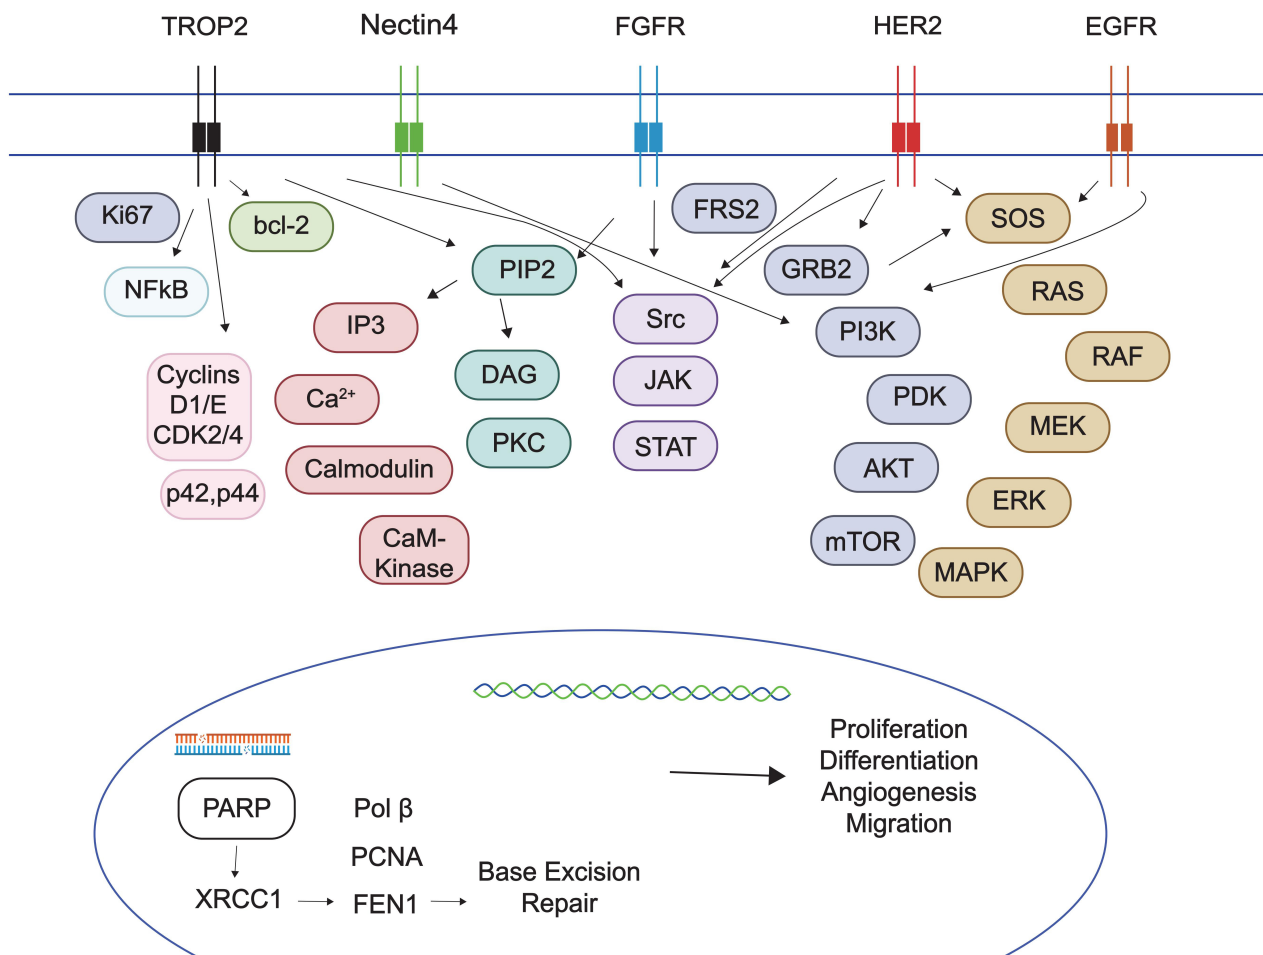 TROP2
Nectin4
FGFR
HER2
EGFR
Ki67
bcl-2
FRS2
SOS
NFkB
PIP2
GRB2
RAS
IP3
Src
PI3K
RAF
Cyclins
D1/E
CDK2/4
DAG
JAK
PDK
Ca²⁺
MEK
PKC
STAT
Calmodulin
AKT
p42,p44
ERK
CaM-
Kinase
mTOR
MAPK
Proliferation
Differentiation
Angiogenesis
Migration
PARP
Pol β
PCNA
XRCC1
FEN1
Base Excision
Repair